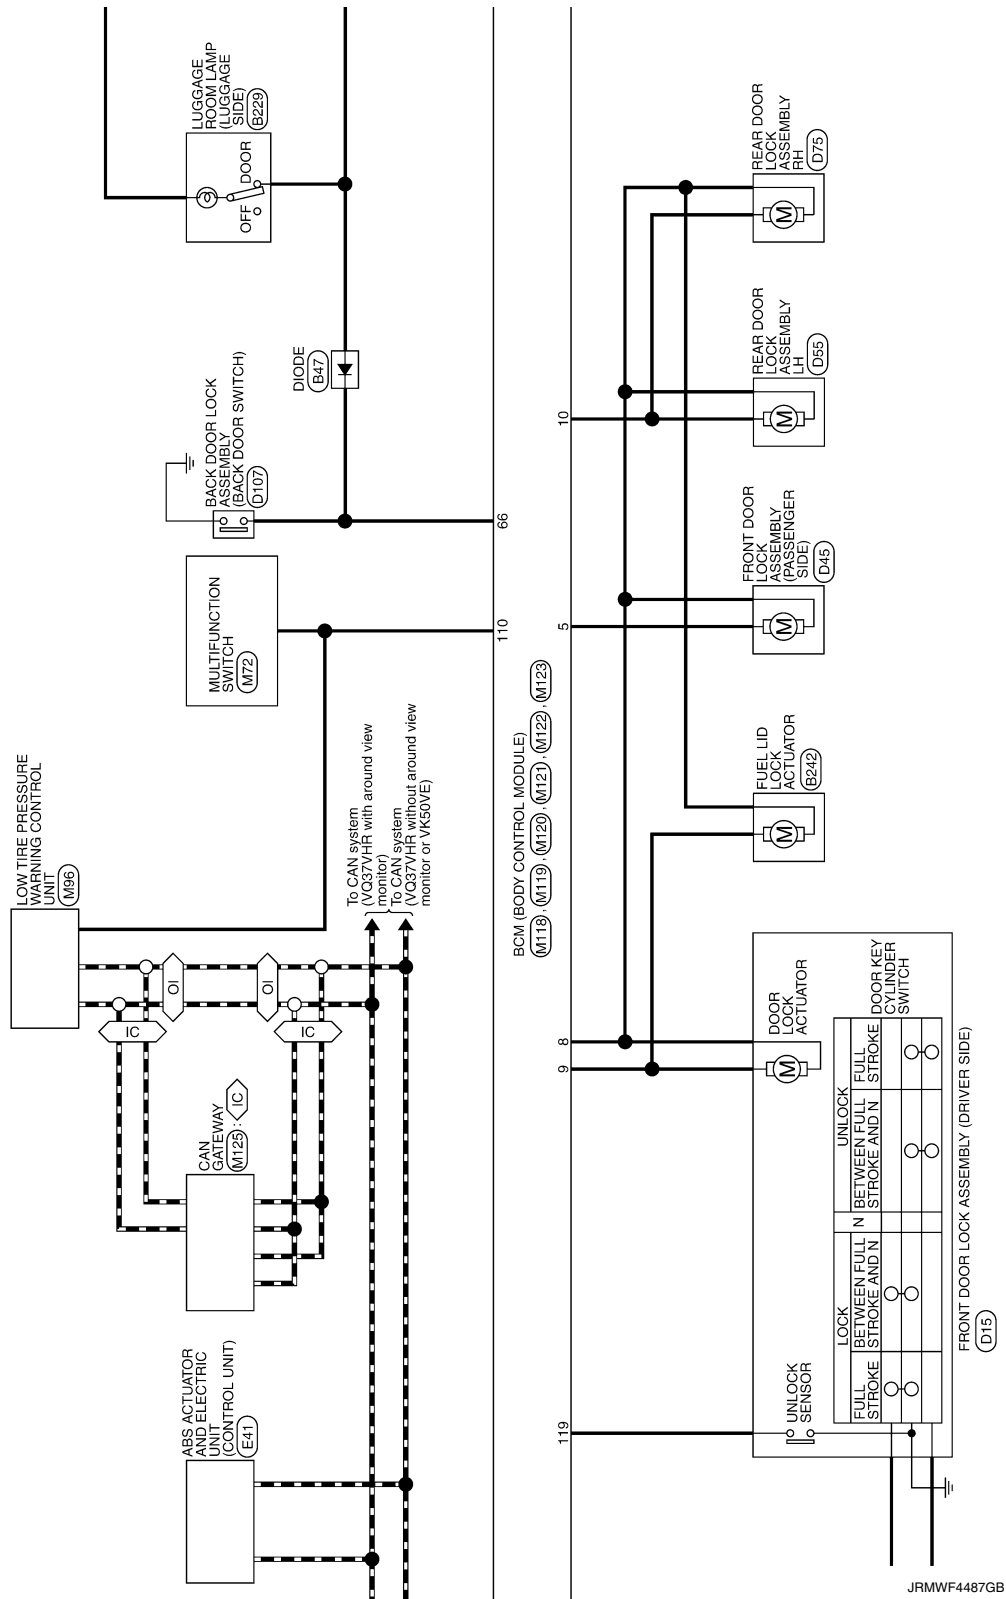 LUGGAGE
ROOM LAMP
(LUGGAGE
SIDE)
B229
DOOR
OFF
DIODE
B47
BACK DOOR LOCK
ASSEMBLY
(BACK DOOR SWITCH)
D107
66
MULTIFUNCTION
SWITCH
M72
110
LOW TIRE PRESSURE
WARNING CONTROL
UNIT
M96
To CAN system
(VQ37VHR with around view
monitor)
To CAN system
(VQ37VHR without around view
monitor or VK50VE)
OI
OI
IC
IC
CAN
GATEWAY
M125 : IC
ABS ACTUATOR
AND ELECTRIC
UNIT
(CONTROL UNIT)
E41
BCM (BODY CONTROL MODULE)
M118 , M119 , M120 , M121 , M122 , M123
REAR DOOR
LOCK
ASSEMBLY
RH
D75
M
REAR DOOR
LOCK
ASSEMBLY
LH
D55
M
10
FRONT DOOR
LOCK
ASSEMBLY
(PASSENGER
SIDE)
D45
M
5
FUEL LID
LOCK
ACTUATOR
B242
M
8
9
DOOR
LOCK
ACTUATOR
M
DOOR KEY
CYLINDER
SWITCH
UNLOCK
FULL
STROKE
BETWEEN FULL
STROKE AND N
N
LOCK
BETWEEN FULL
STROKE AND N
FULL
STROKE
UNLOCK
SENSOR
119
FRONT DOOR LOCK ASSEMBLY (DRIVER SIDE)
D15
JRMWF4487GB